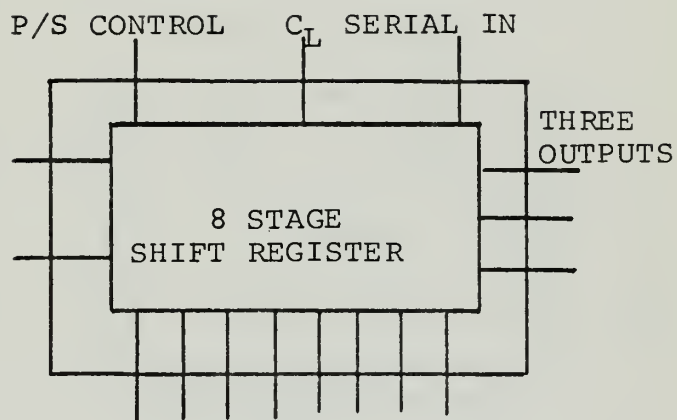 P/S CONTROL C_L SERIAL IN
THREE
OUTPUTS
8 STAGE
SHIFT REGISTER